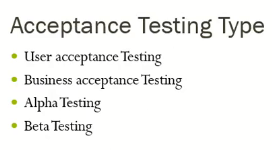 Acceptance Testing Type
• User acceptance Testing
• Business acceptance Testing
• Alpha Testing
• Beta Testing